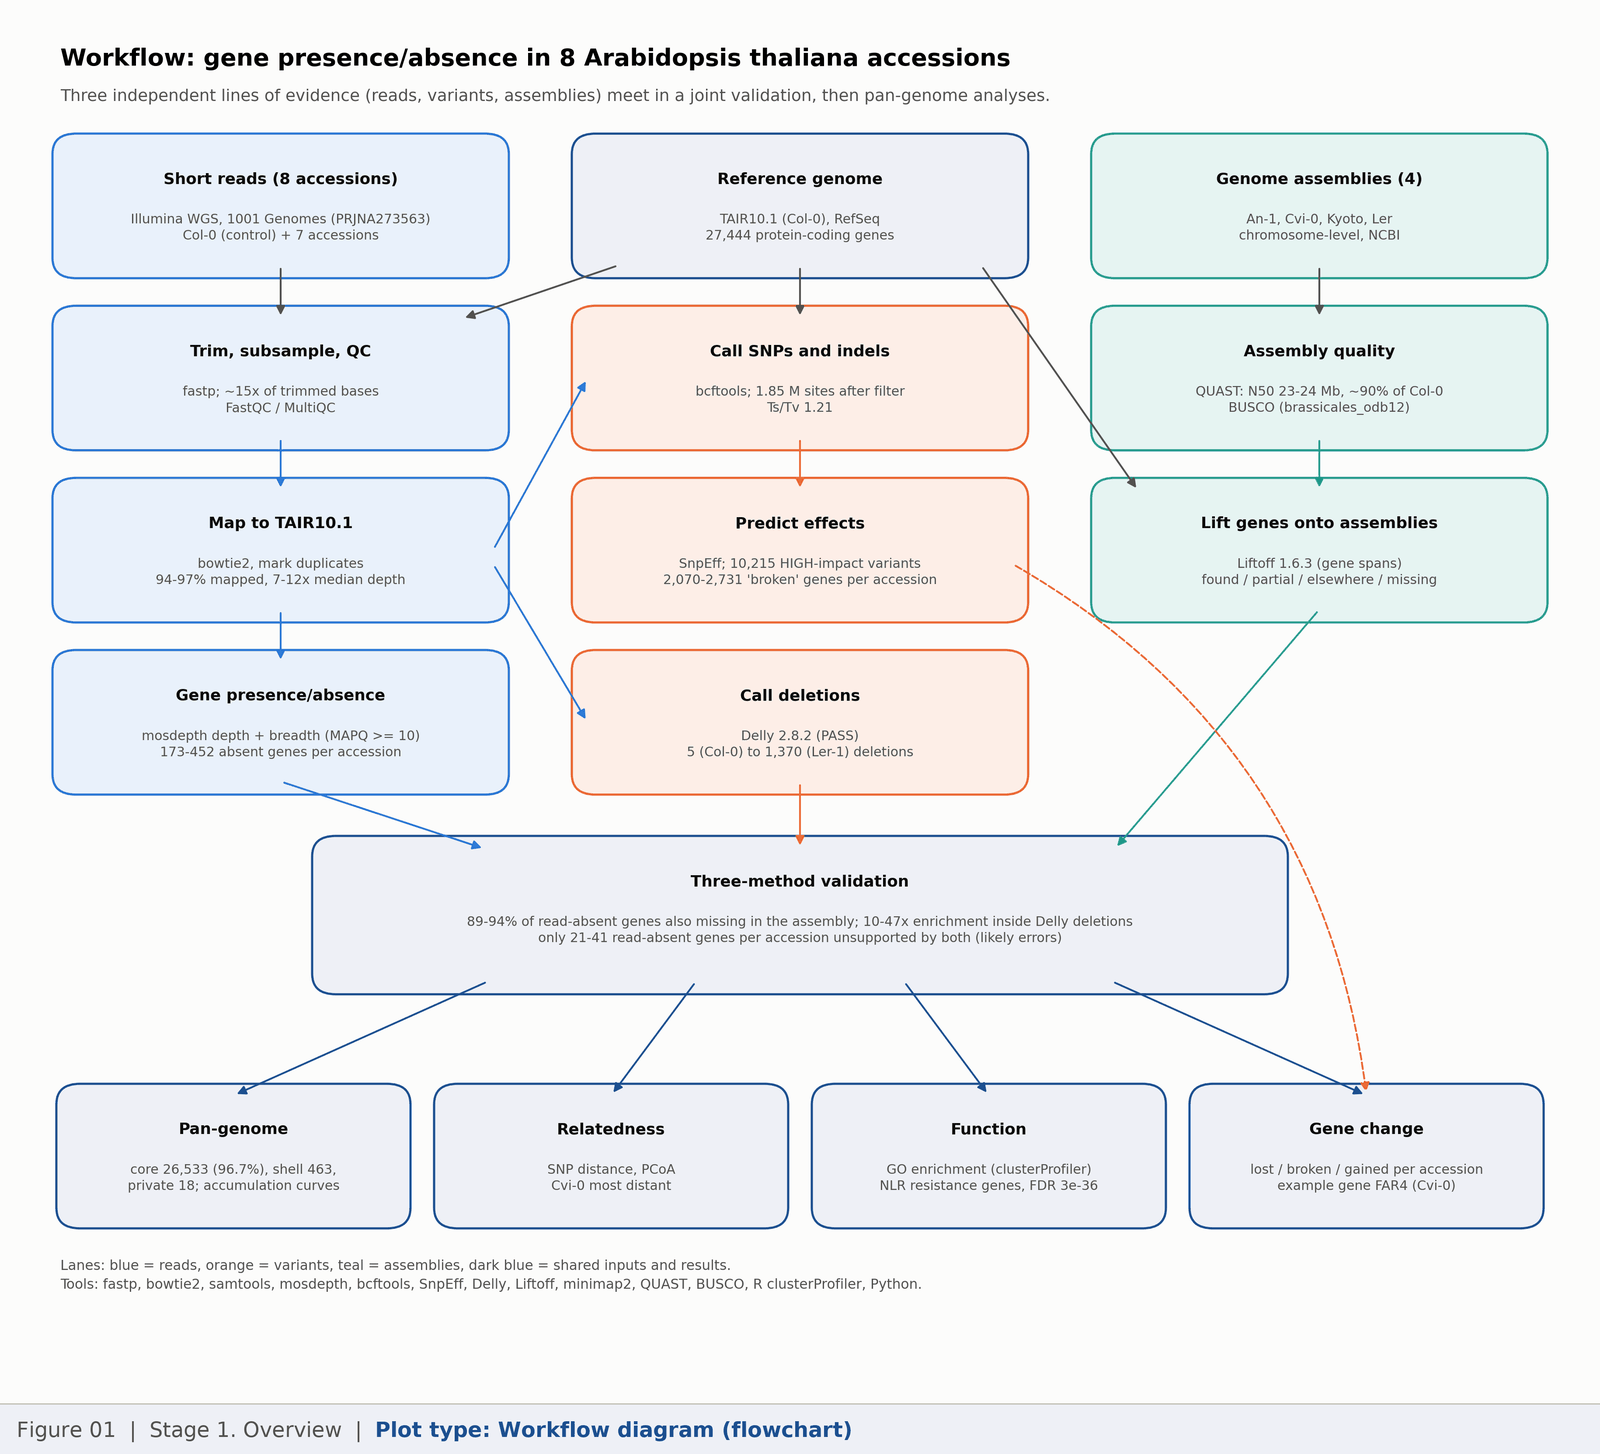 Workflow: gene presence/absence in 8 Arabidopsis thaliana accessions
Three independent lines of evidence (reads, variants, assemblies) meet in a joint validation, then pan-genome analyses.
Short reads (8 accessions)
Illumina WGS, 1001 Genomes (PRJNA273563)
Col-0 (control) + 7 accessions
Reference genome
TAIR10.1 (Col-0), RefSeq
27,444 protein-coding genes
Genome assemblies (4)
An-1, Cvi-0, Kyoto, Ler
chromosome-level, NCBI
Trim, subsample, QC
fastp; ~15x of trimmed bases
FastQC / MultiQC
Call SNPs and indels
bcftools; 1.85 M sites after filter
Ts/Tv 1.21
Assembly quality
QUAST: N50 23-24 Mb, ~90% of Col-0
BUSCO (brassicales_odb12)
Map to TAIR10.1
bowtie2, mark duplicates
94-97% mapped, 7-12x median depth
Predict effects
SnpEff; 10,215 HIGH-impact variants
2,070-2,731 'broken' genes per accession
Lift genes onto assemblies
Liftoff 1.6.3 (gene spans)
found / partial / elsewhere / missing
Gene presence/absence
mosdepth depth + breadth (MAPQ >= 10)
173-452 absent genes per accession
Call deletions
Delly 2.8.2 (PASS)
5 (Col-0) to 1,370 (Ler-1) deletions
Three-method validation
89-94% of read-absent genes also missing in the assembly; 10-47x enrichment inside Delly deletions
only 21-41 read-absent genes per accession unsupported by both (likely errors)
Pan-genome
core 26,533 (96.7%), shell 463,
private 18; accumulation curves
Relatedness
SNP distance, PCoA
Cvi-0 most distant
Function
GO enrichment (clusterProfiler)
NLR resistance genes, FDR 3e-36
Gene change
lost / broken / gained per accession
example gene FAR4 (Cvi-0)
Lanes: blue = reads, orange = variants, teal = assemblies, dark blue = shared inputs and results.
Tools: fastp, bowtie2, samtools, mosdepth, bcftools, SnpEff, Delly, Liftoff, minimap2, QUAST, BUSCO, R clusterProfiler, Python.
Figure 01 | Stage 1. Overview | Plot type: Workflow diagram (flowchart)